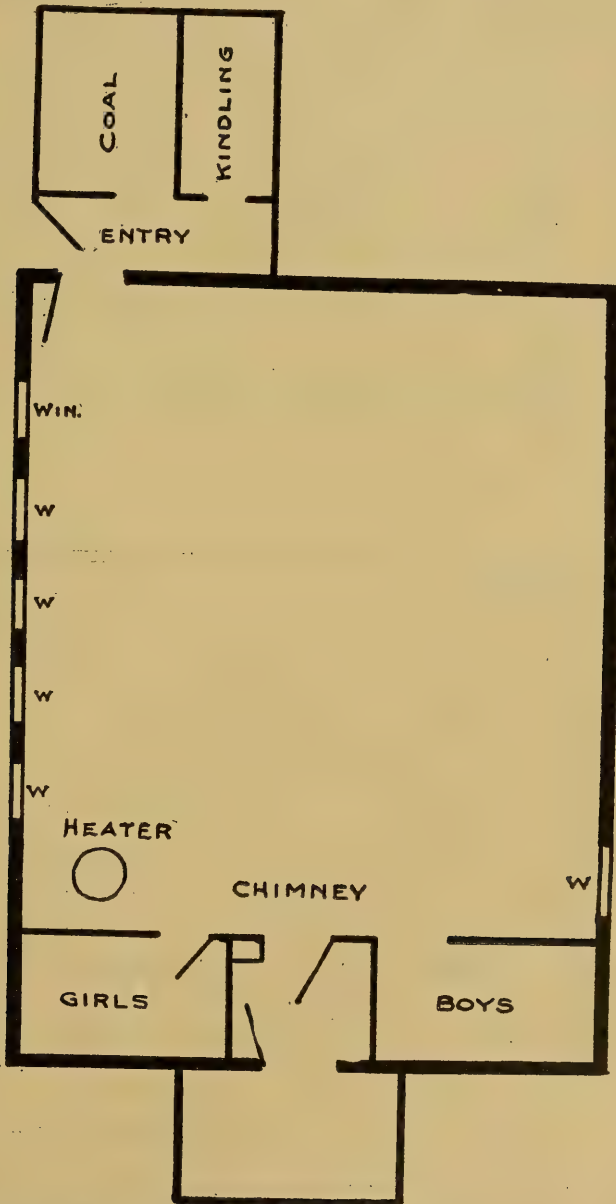 COAL
KINDLING
ENTRY
WIN.
W
W
W
W
HEATER
CHIMNEY
W
GIRLS
BOYS